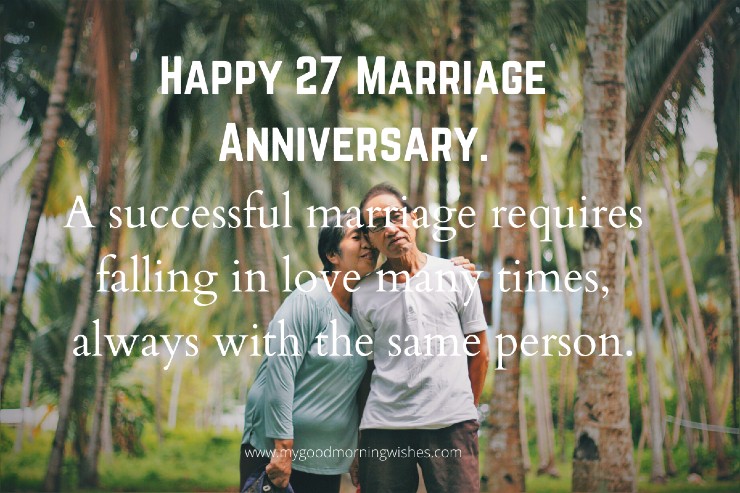 Happy 27 Marriage
Anniversary.
A successful marriage requires
falling in love many times,
always with the same person.
www.mygoodmorningwishes.com